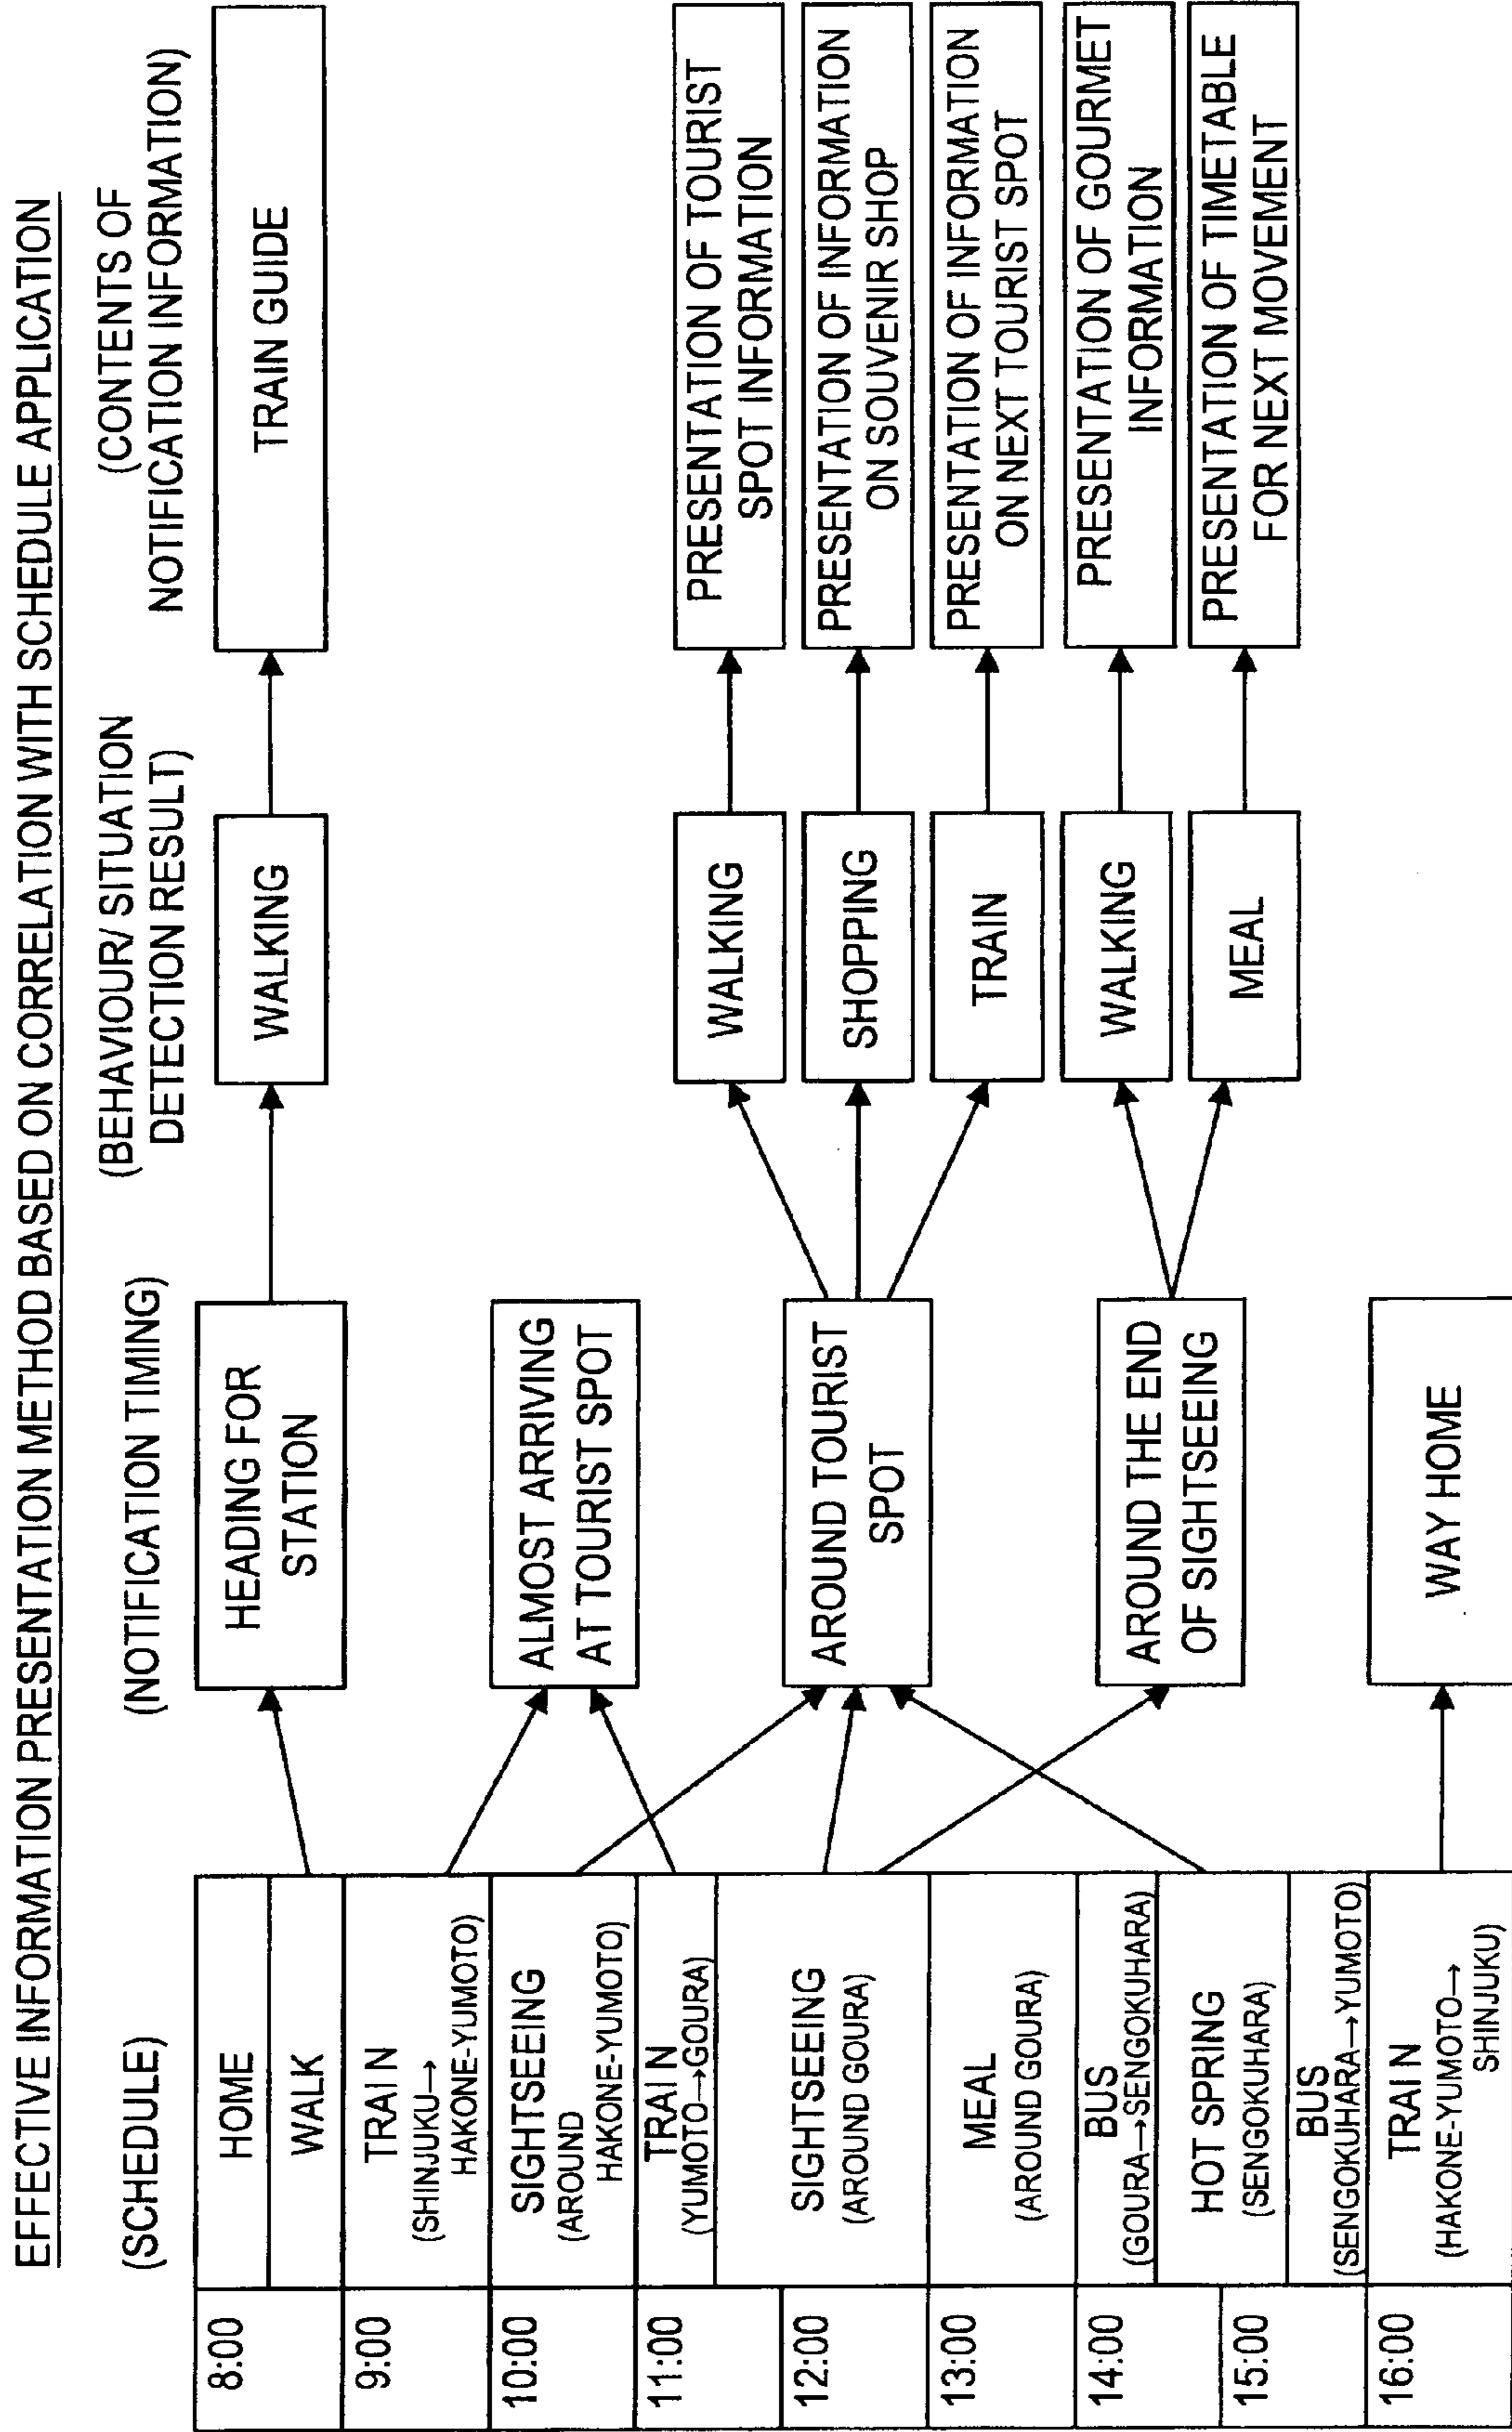 EFFECTIVE INFORMATION PRESENTATION METHOD BASED ON CORRELATION WITH SCHEDULE APPLICATION
(SCHEDULE)
(NOTIFICATION TIMING)
(BEHAVIOUR/ SITUATION
DETECTION RESULT)
(CONTENTS OF
NOTIFICATION INFORMATION)
8:00
9:00
10:00
11:00
12:00
13:00
14:00
15:00
16:00
HOME
WALK
TRAIN
(SHINJUKU→
HAKONE-YUMOTO)
SIGHTSEEING
(AROUND
HAKONE-YUMOTO)
TRAIN
(YUMOTO→GOURA)
SIGHTSEEING
(AROUND GOURA)
MEAL
(AROUND GOURA)
BUS
(GOURA→SENGOKUHARA)
HOT SPRING
(SENGOKUHARA)
BUS
(SENGOKUHARA→YUMOTO)
TRAIN
(HAKONE-YUMOTO→
SHINJUKU)
HEADING FOR
STATION
ALMOST ARRIVING
AT TOURIST SPOT
AROUND TOURIST
SPOT
AROUND THE END
OF SIGHTSEEING
WAY HOME
WALKING
WALKING
SHOPPING
TRAIN
WALKING
MEAL
TRAIN GUIDE
PRESENTATION OF TOURIST
SPOT INFORMATION
PRESENTATION OF INFORMATION
ON SOUVENIR SHOP
PRESENTATION OF INFORMATION
ON NEXT TOURIST SPOT
PRESENTATION OF GOURMET
INFORMATION
PRESENTATION OF TIMETABLE
FOR NEXT MOVEMENT